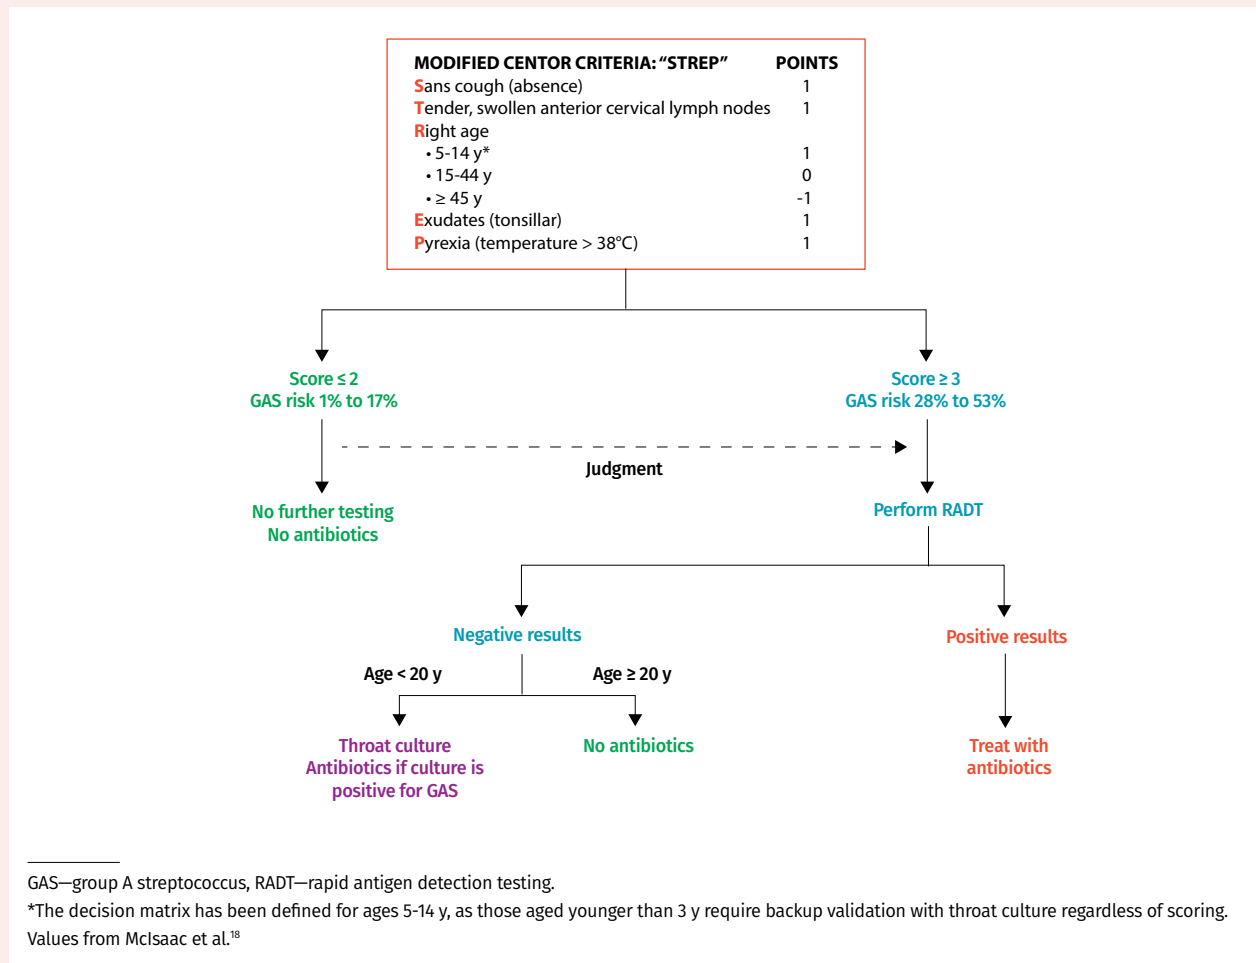 MODIFIED CENTOR CRITERIA: “STREP” POINTS
Sans cough (absence) 1
Tender, swollen anterior cervical lymph nodes 1
Right age
• 5-14 y* 1
• 15-44 y 0
• ≥ 45 y -1
Exudates (tonsillar) 1
Pyrexia (temperature > 38°C) 1
Score ≤ 2
GAS risk 1% to 17%
Score ≥ 3
GAS risk 28% to 53%
Judgment
No further testing
No antibiotics
Perform RADT
Negative results
Positive results
Age < 20 y
Age ≥ 20 y
Throat culture
Antibiotics if culture is
positive for GAS
No antibiotics
Treat with
antibiotics
GAS—group A streptococcus, RADT—rapid antigen detection testing.
*The decision matrix has been defined for ages 5-14 y, as those aged younger than 3 y require backup validation with throat culture regardless of scoring.
Values from McIsaac et al.¹⁸